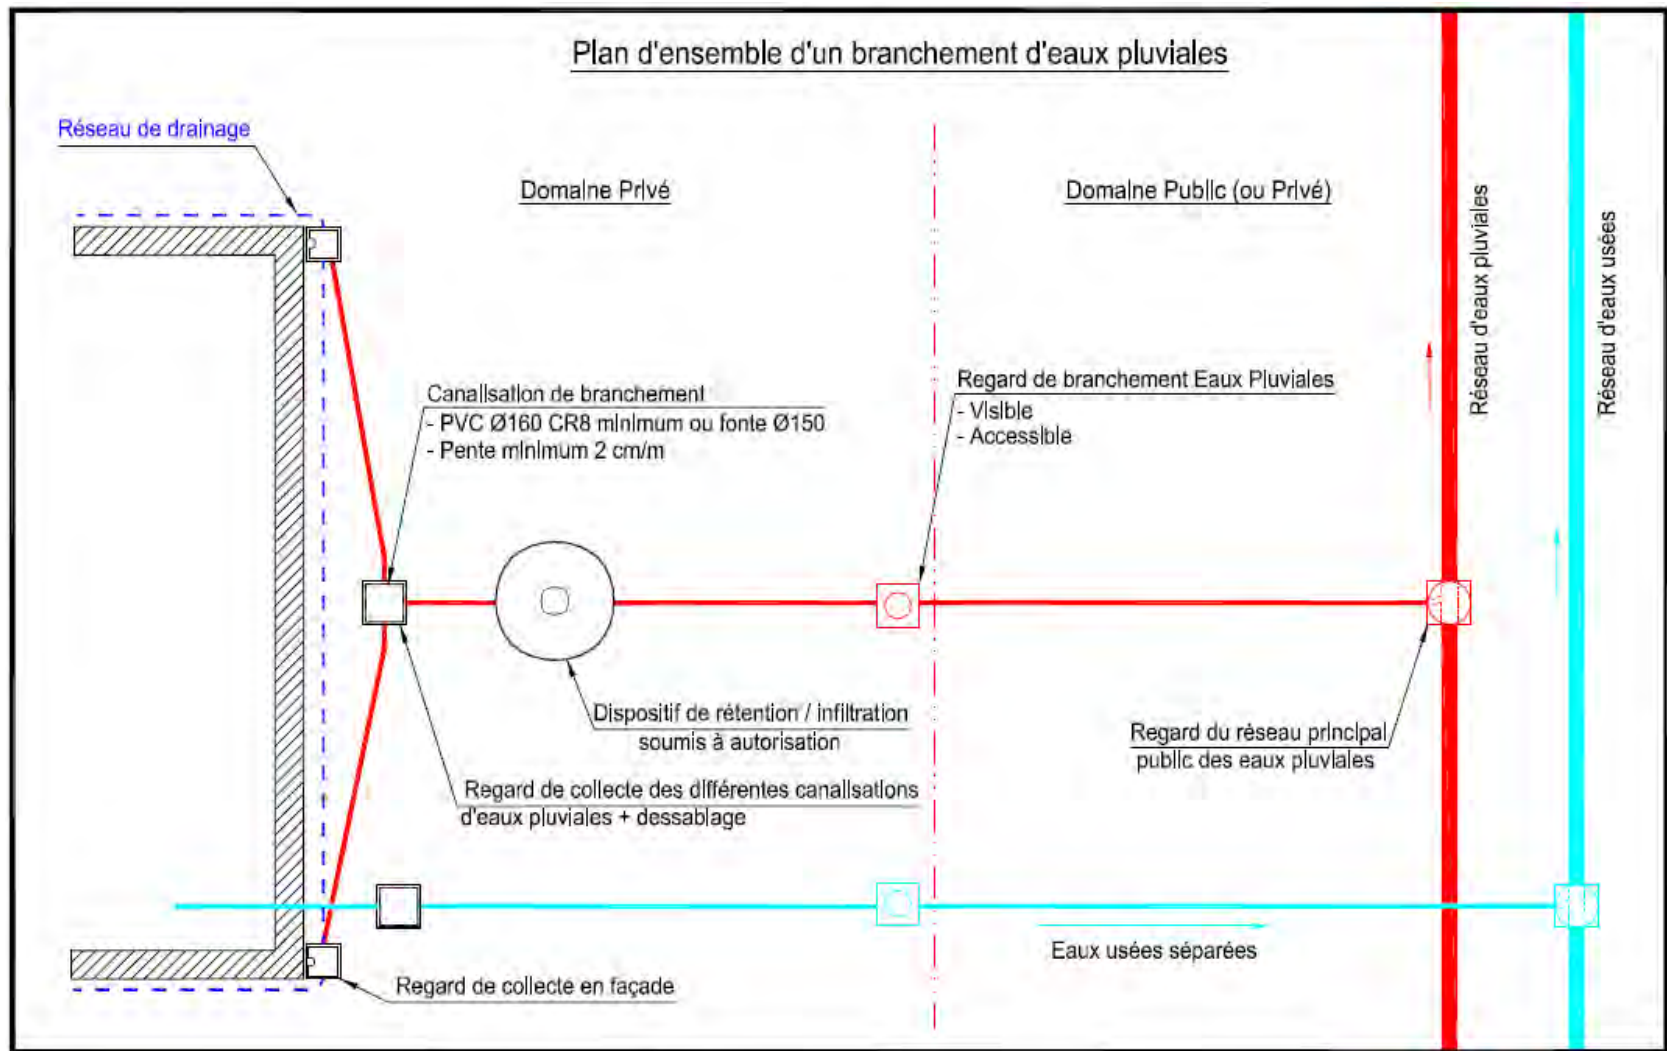 Plan d'ensemble d'un branchement d'eaux pluviales
Réseau de drainage
Domaine Privé
Domaine Public (ou Privé)
Réseau d'eaux pluviales
Réseau d'eaux usées
Canalisation de branchement
- PVC Ø160 CR8 minimum ou fonte Ø150
- Pente minimum 2 cm/m
Regard de branchement Eaux Pluviales
- Visible
- Accessible
Dispositif de rétention / infiltration
soumis à autorisation
Regard du réseau principal
public des eaux pluviales
Regard de collecte des différentes canalisations
d'eaux pluviales + dessablage
Eaux usées séparées
Regard de collecte en façade